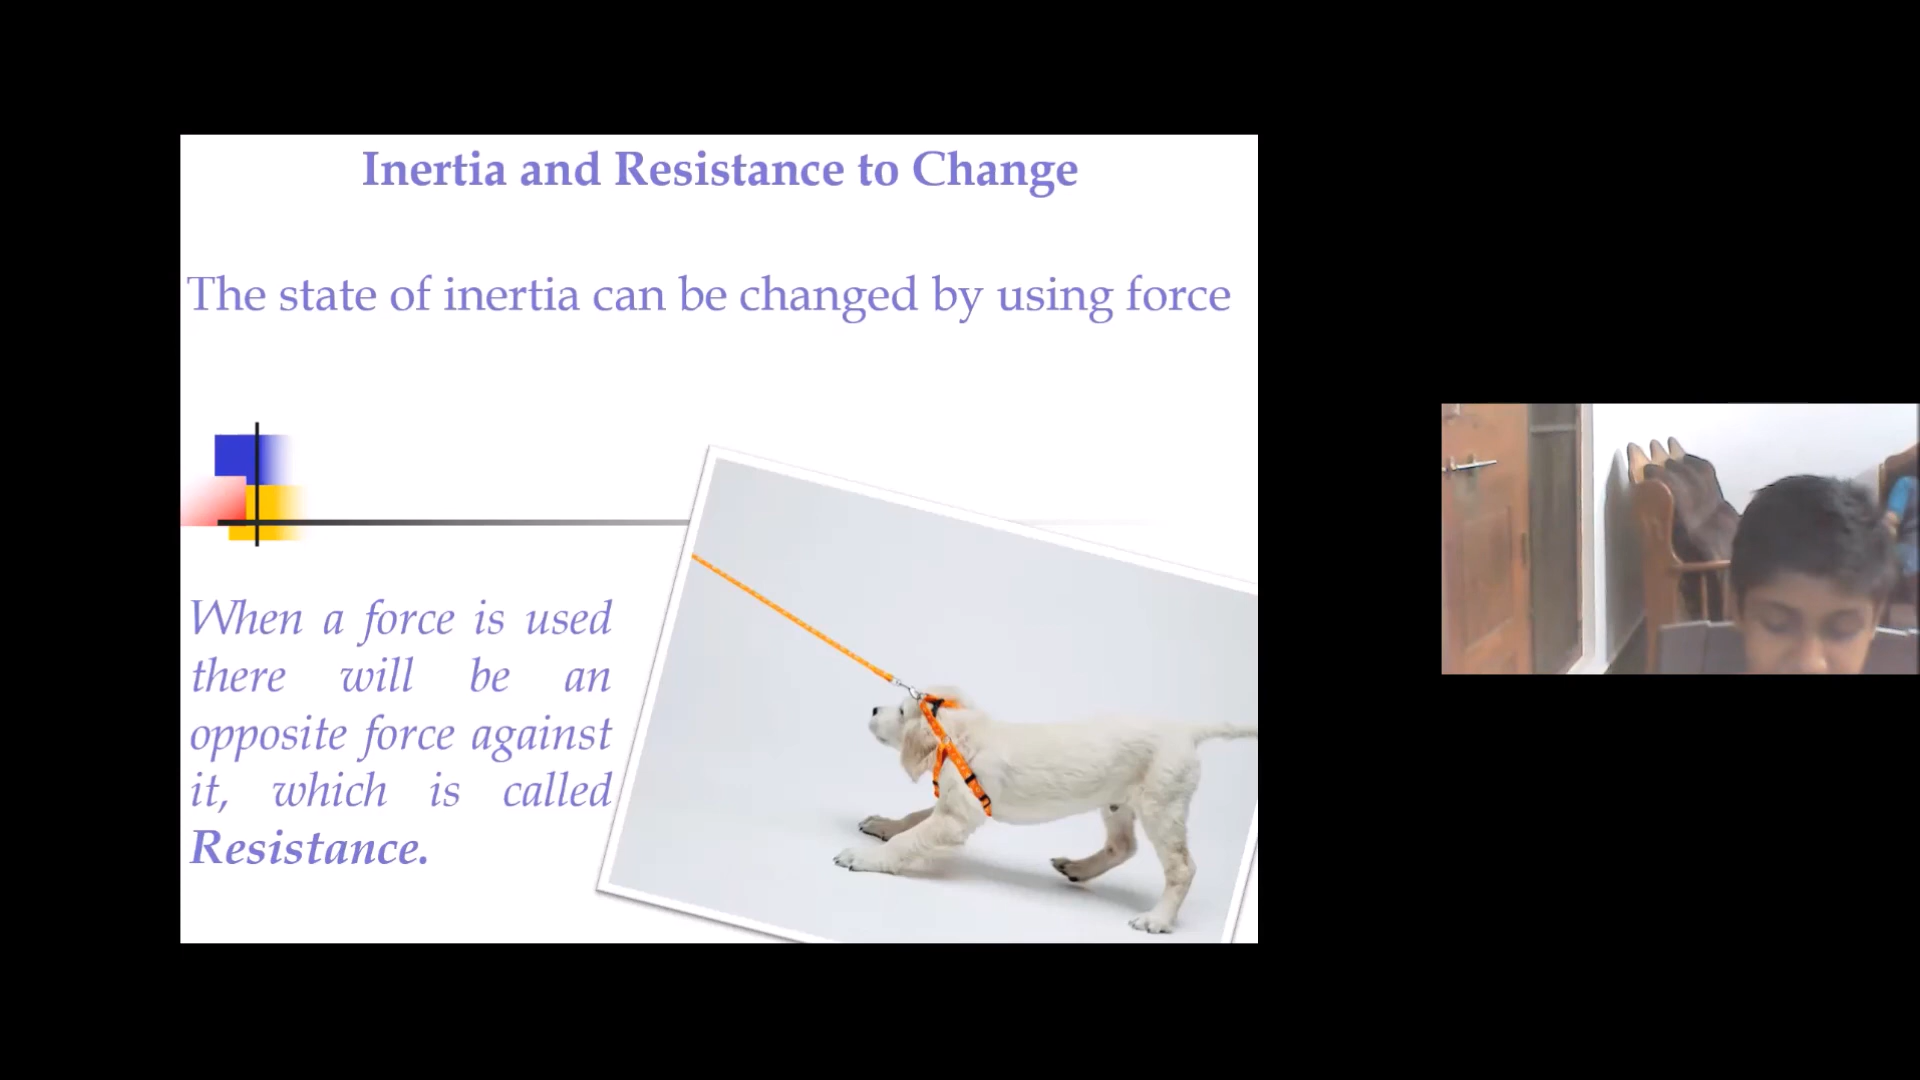 Inertia and Resistance to Change
The state of inertia can be changed by using force
When a force is used
there will be an
opposite force against
it, which is called
Resistance.